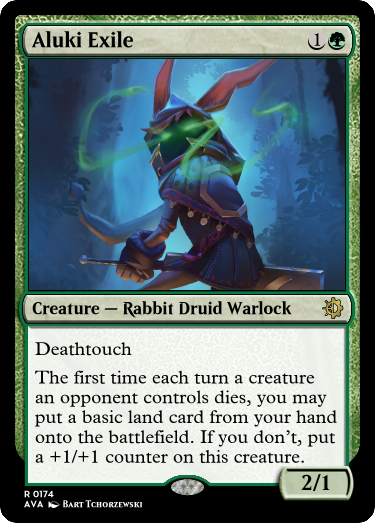 Aluki Exile 1
Creature — Rabbit Druid Warlock
Deathtouch
The first time each turn a creature
an opponent controls dies, you may
put a basic land card from your hand
onto the battlefield. If you don't, put
a +1/+1 counter on this creature.
2/1
R 0174
AVA Bart Tchorzewski